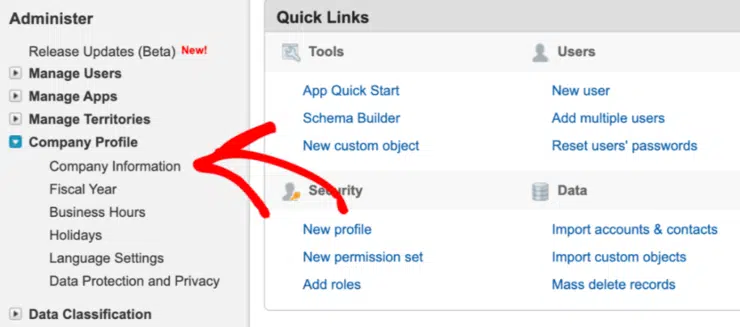 Administer
Release Updates (Beta) New!
Manage Users
Manage Apps
Manage Territories
Company Profile
Company Information
Fiscal Year
Business Hours
Holidays
Language Settings
Data Protection and Privacy
Data Classification
Quick Links
Tools
App Quick Start
Schema Builder
New custom object
Users
New user
Add multiple users
Reset users' passwords
Security
New profile
New permission set
Add roles
Data
Import accounts & contacts
Import custom objects
Mass delete records